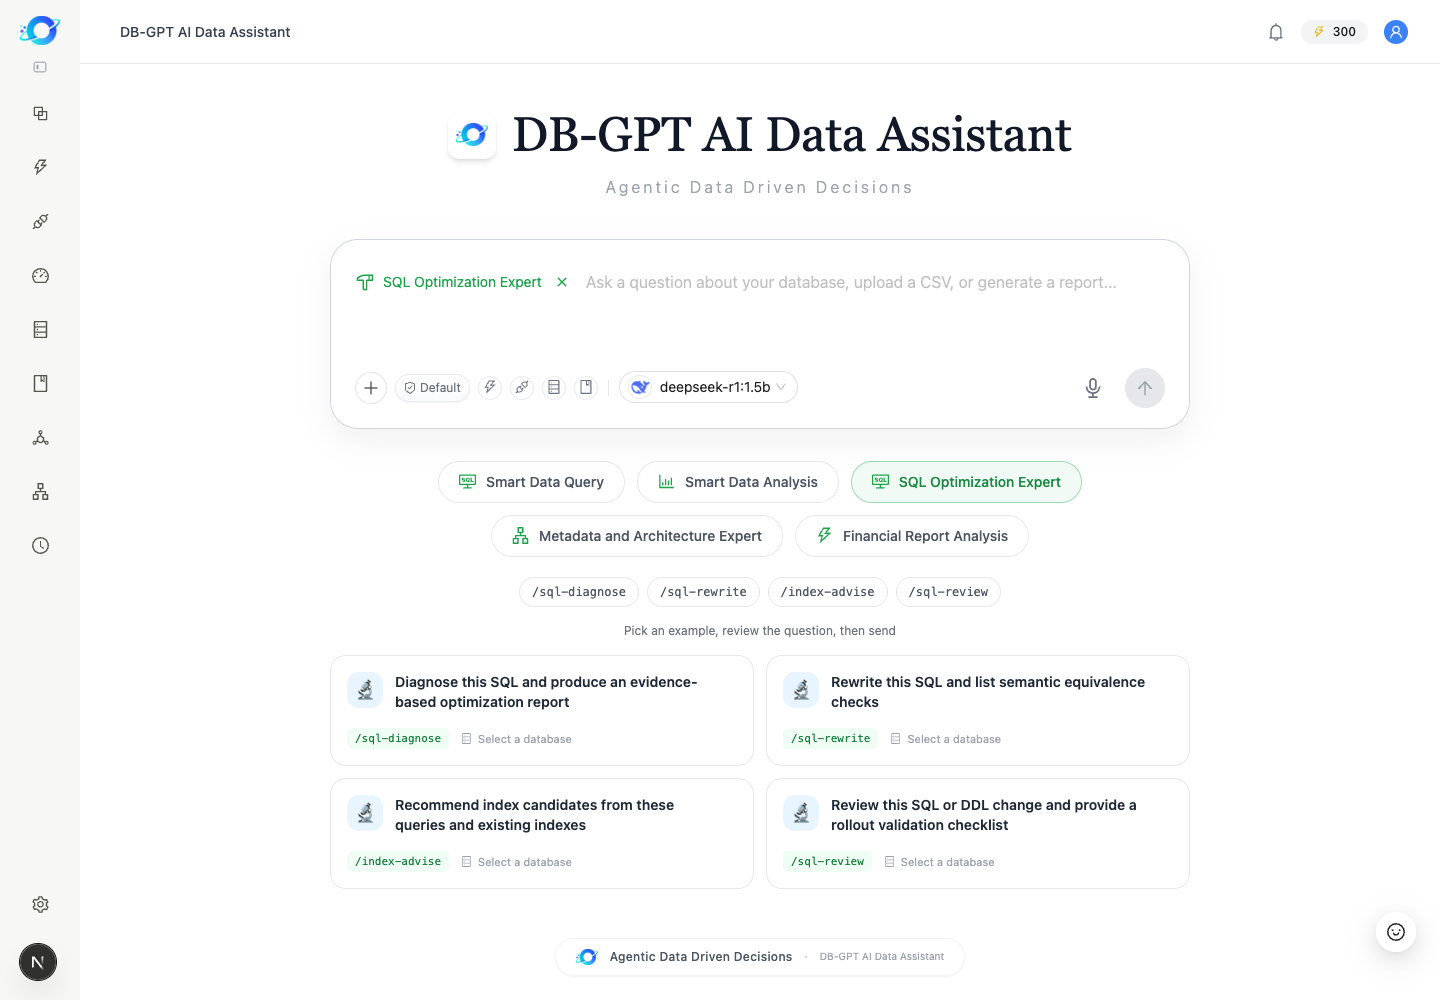 DB-GPT AI Data Assistant
300
DB-GPT AI Data Assistant
Agentic Data Driven Decisions
SQL Optimization Expert
Ask a question about your database, upload a CSV, or generate a report...
Default
deepseek-r1:1.5b
SQL Smart Data Query
Smart Data Analysis
SQL SQL Optimization Expert
Metadata and Architecture Expert
Financial Report Analysis
/sql-diagnose
/sql-rewrite
/index-advise
/sql-review
Pick an example, review the question, then send
Diagnose this SQL and produce an evidence-
based optimization report
/sql-diagnose
Select a database
Rewrite this SQL and list semantic equivalence
checks
/sql-rewrite
Select a database
Recommend index candidates from these
queries and existing indexes
/index-advise
Select a database
Review this SQL or DDL change and provide a
rollout validation checklist
/sql-review
Select a database
N
Agentic Data Driven Decisions · DB-GPT AI Data Assistant